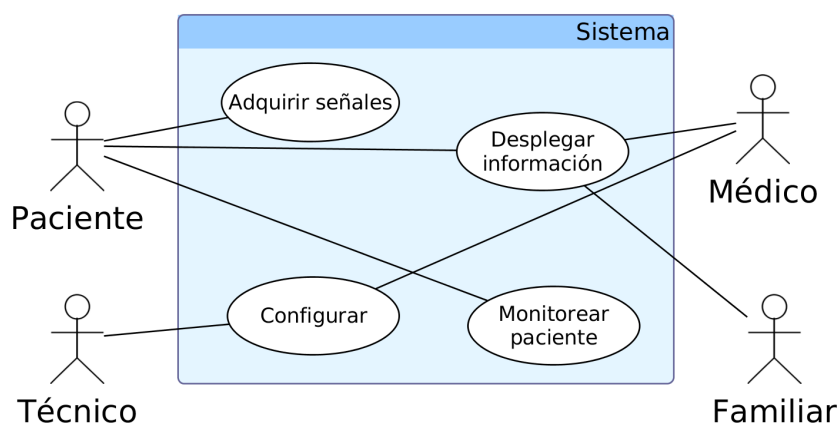 Sistema
Adquirir señales
Desplegar
información
Médico
Paciente
Configurar
Monitorear
paciente
Técnico
Familiar